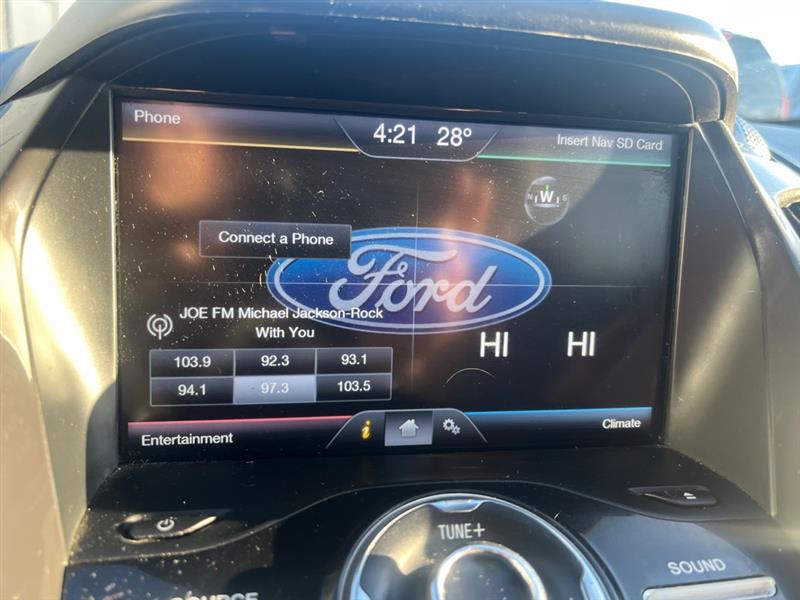 Phone
4:21 28°
Insert Nav SD Card
N W S
Connect a Phone
Ford
JOE FM Michael Jackson-Rock
With You
HI HI
103.9 92.3 93.1
94.1 97.3 103.5
Entertainment
i
Climate
TUNE+
SOUND
SOURCE